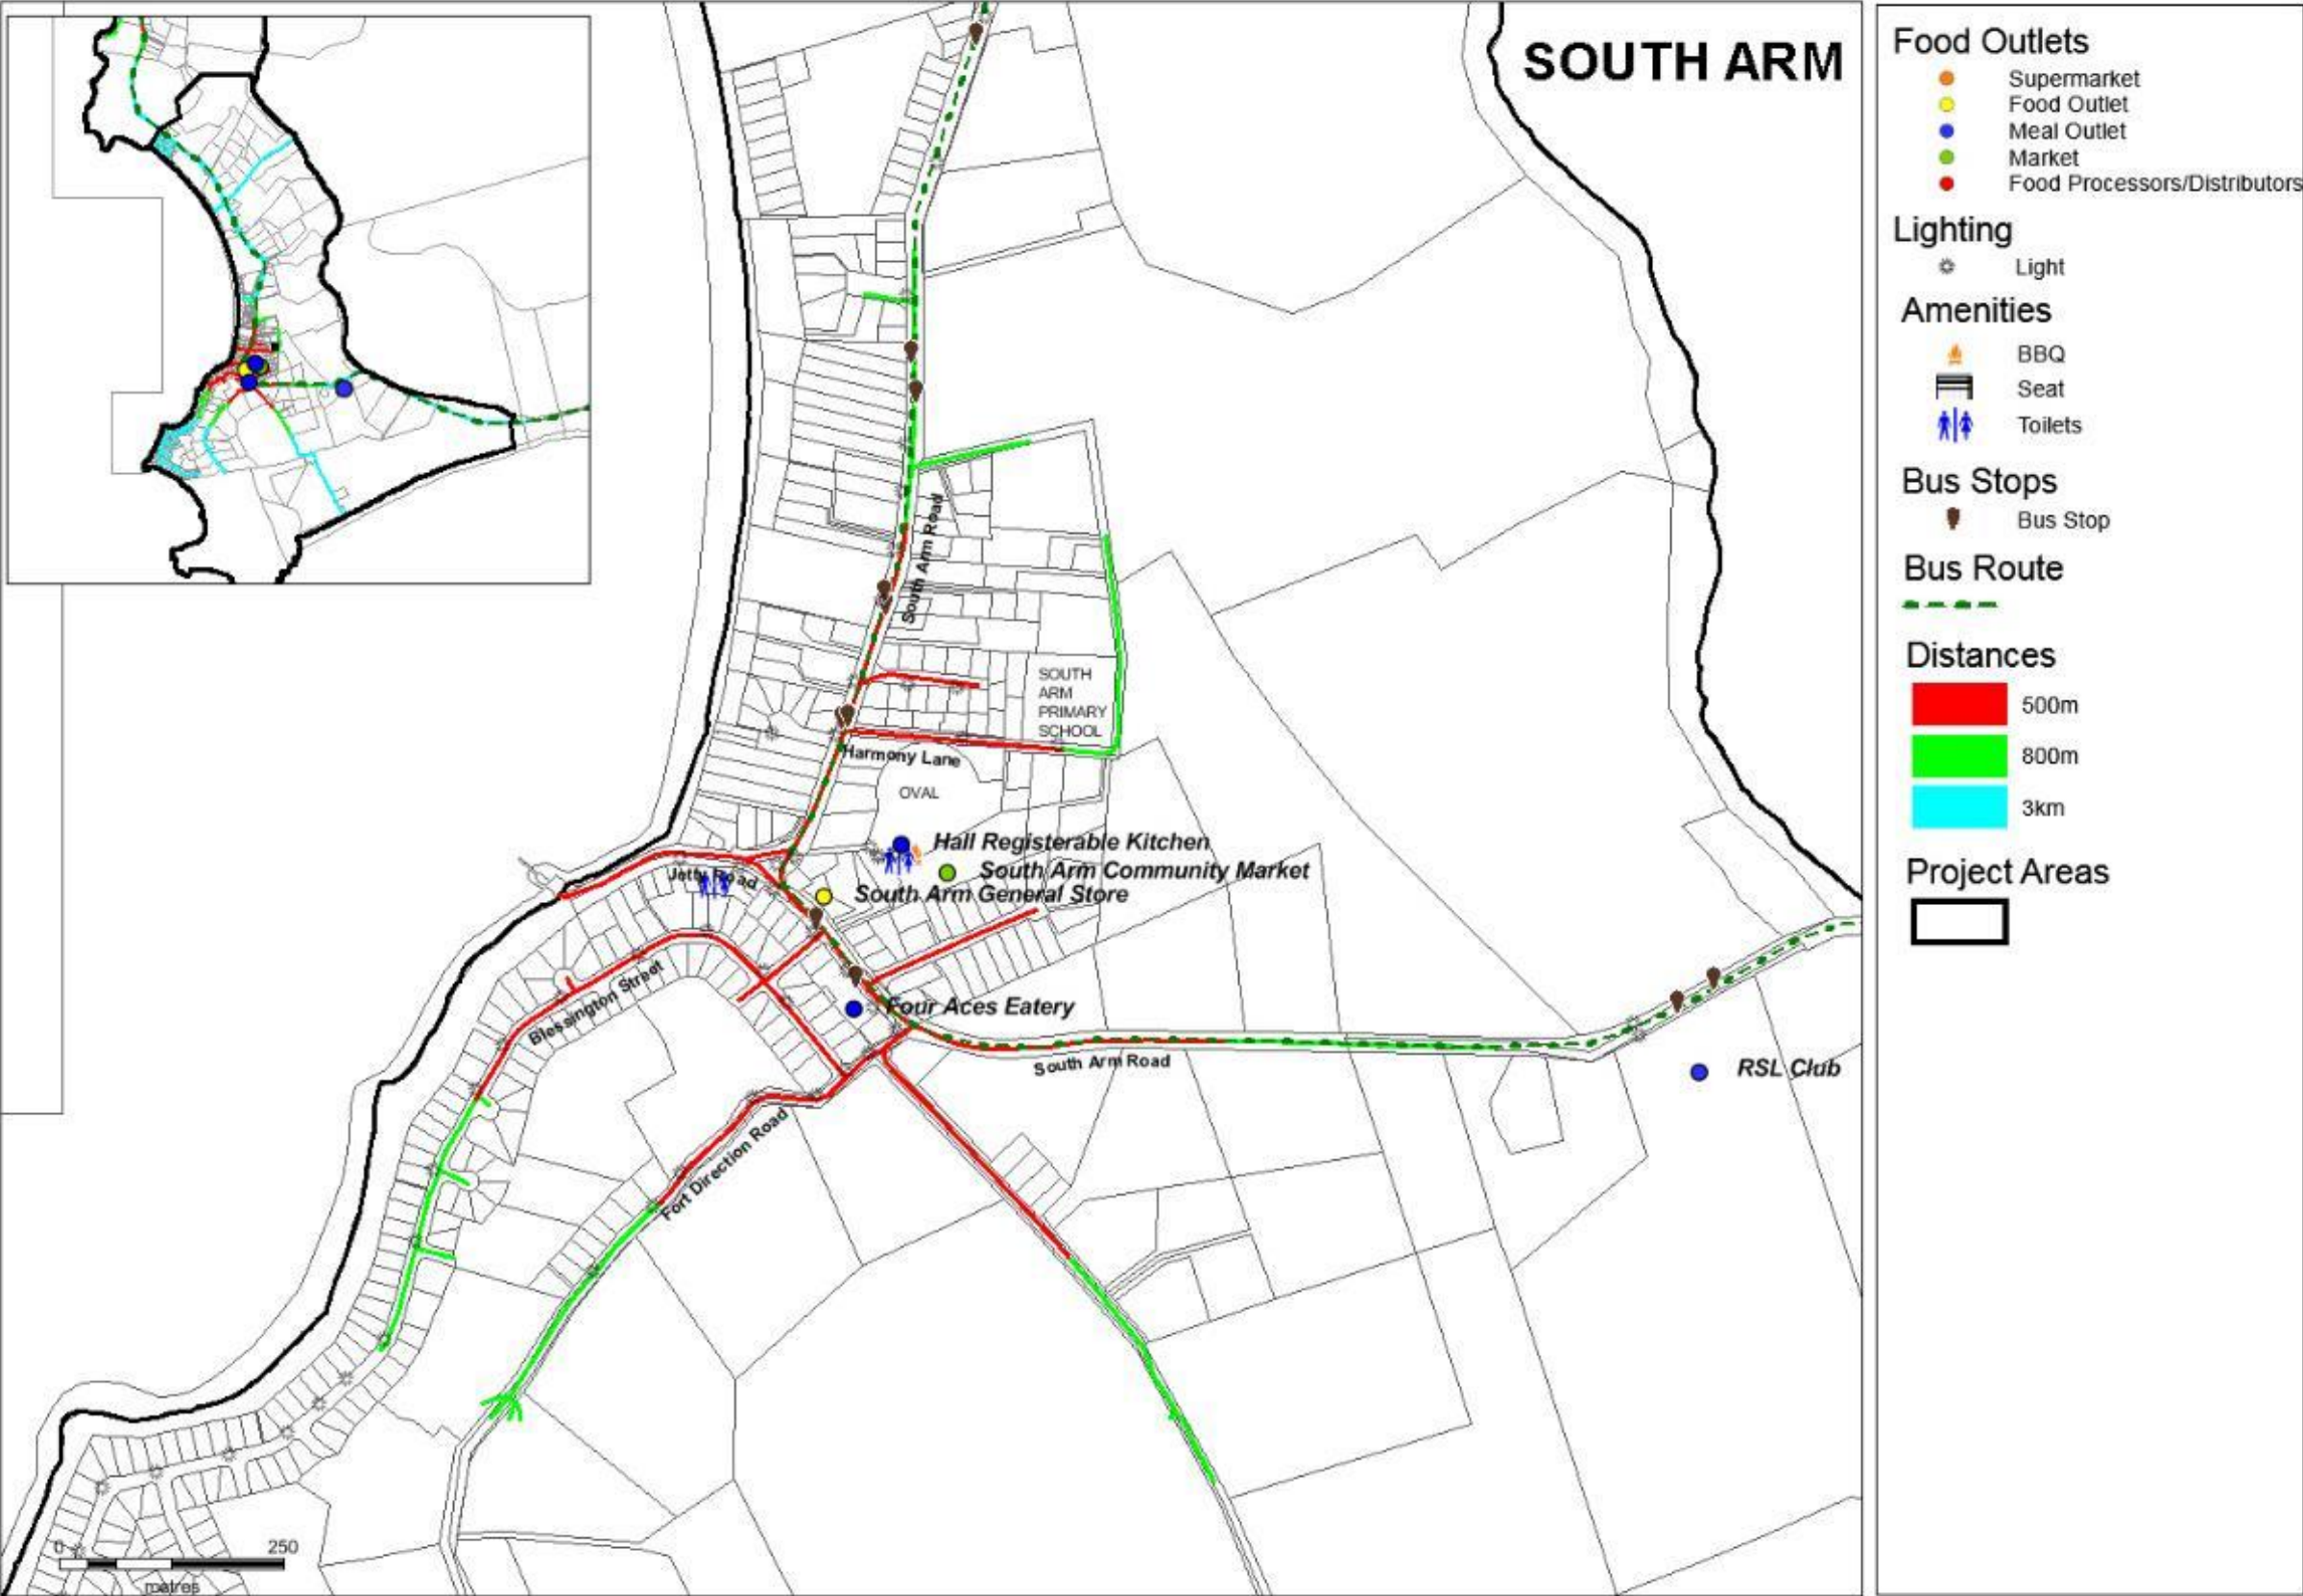 SOUTH ARM
South Arm Road
SOUTH
ARM
PRIMARY
SCHOOL
Harmony Lane
OVAL
Hall Registerable Kitchen
South Arm Community Market
Jetty Road
South Arm General Store
Blessington Street
Four Aces Eatery
South Arm Road
RSL Club
Fort Direction Road
0 250
metres
Food Outlets
Supermarket
Food Outlet
Meal Outlet
Market
Food Processors/Distributors
Lighting
Light
Amenities
BBQ
Seat
Toilets
Bus Stops
Bus Stop
Bus Route
Distances
500m
800m
3km
Project Areas